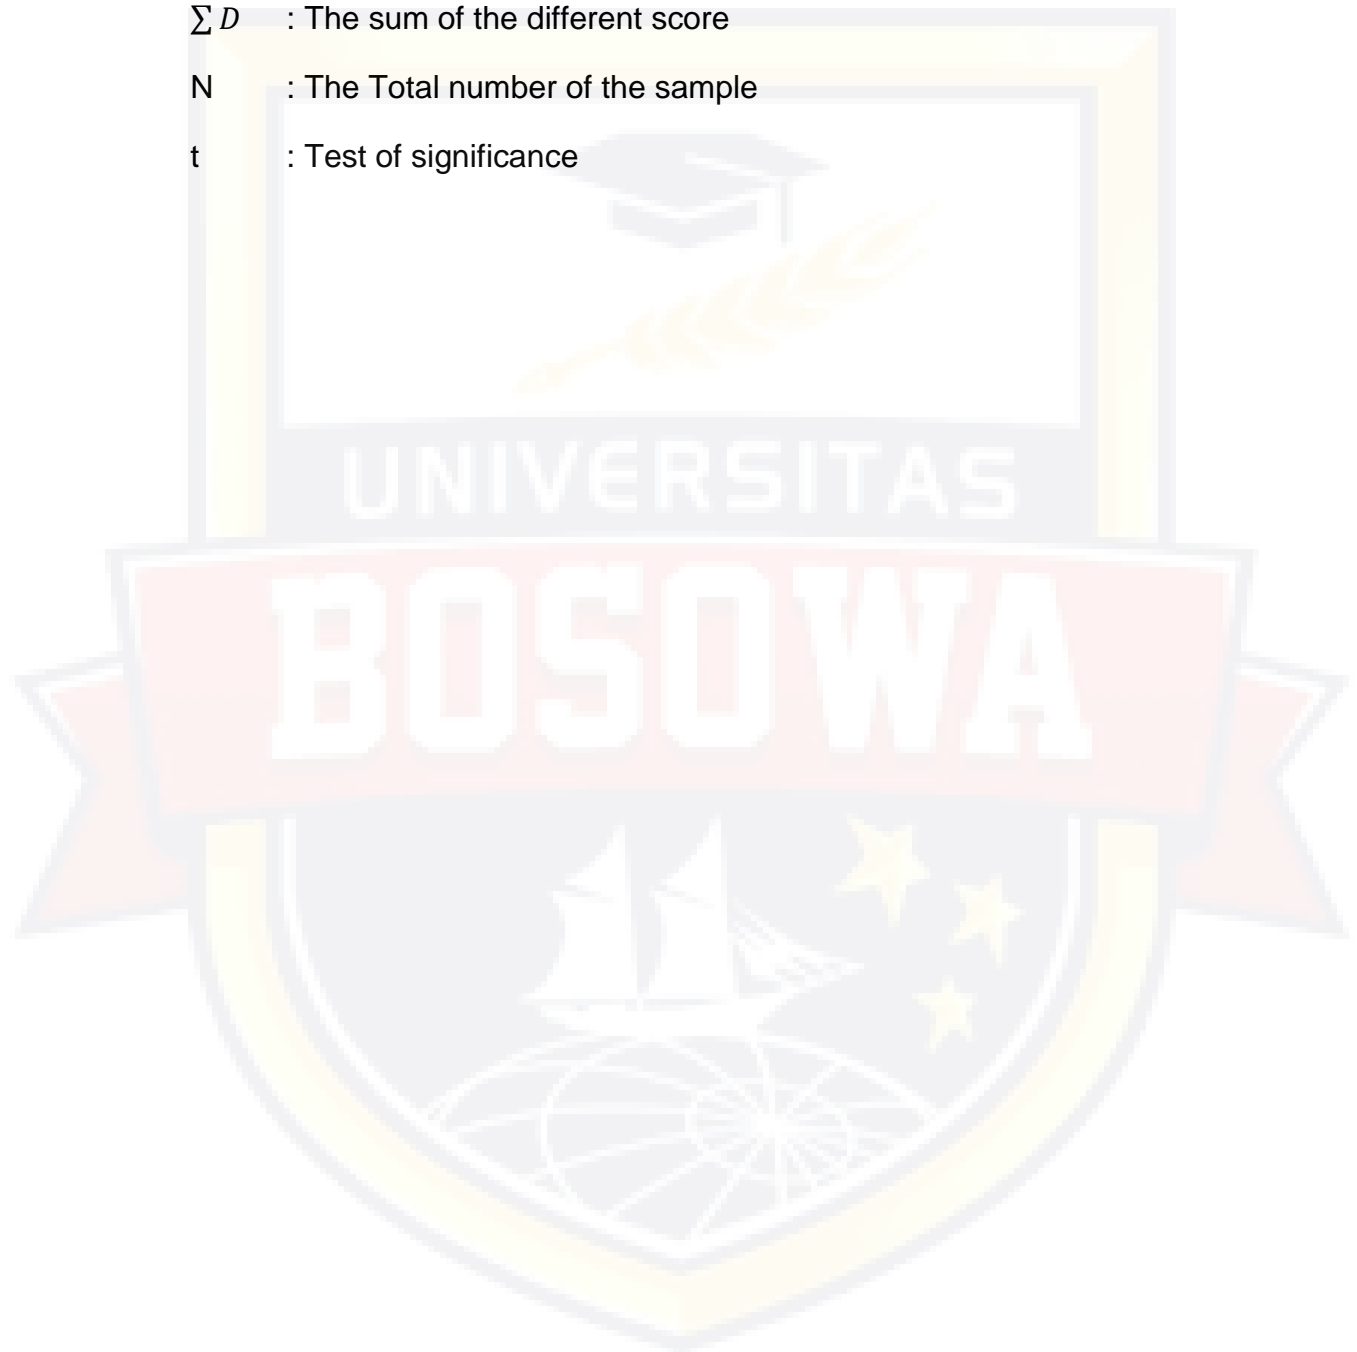 ∑ D : The sum of the different score
N : The Total number of the sample
t : Test of significance
UNIVERSITAS
BOSOWA